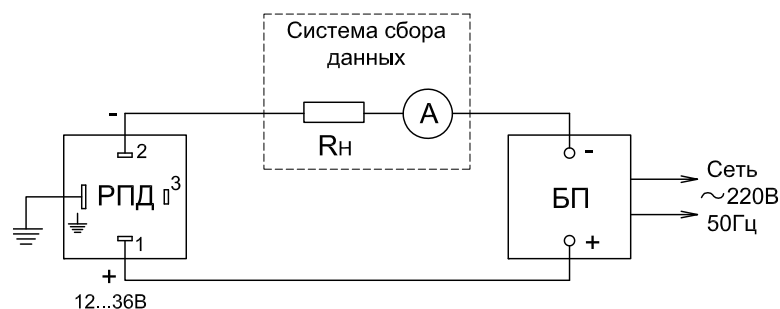 Система сбора
данных
Rн
A
-
2
РПД
3
1
+
12...36В
-
БП
+
Сеть
~220В
50Гц